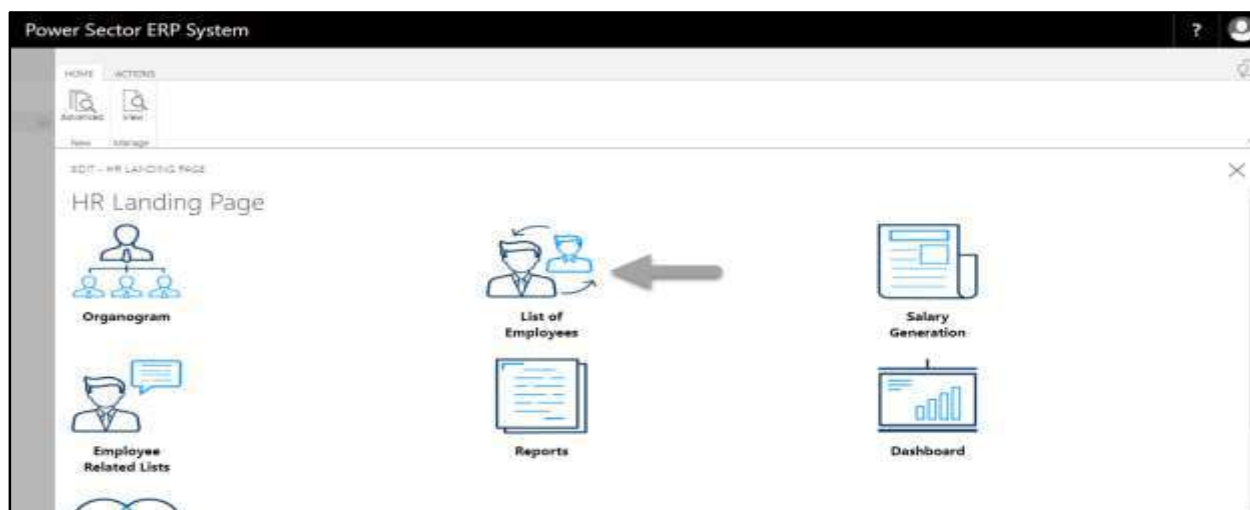 Power Sector ERP System
?
HOME ACTIONS
Advanced View
New Manage
EDIT - HR LANDING PAGE
HR Landing Page
Organogram
List of
Employees
Salary
Generation
Employee
Related Lists
Reports
Dashboard